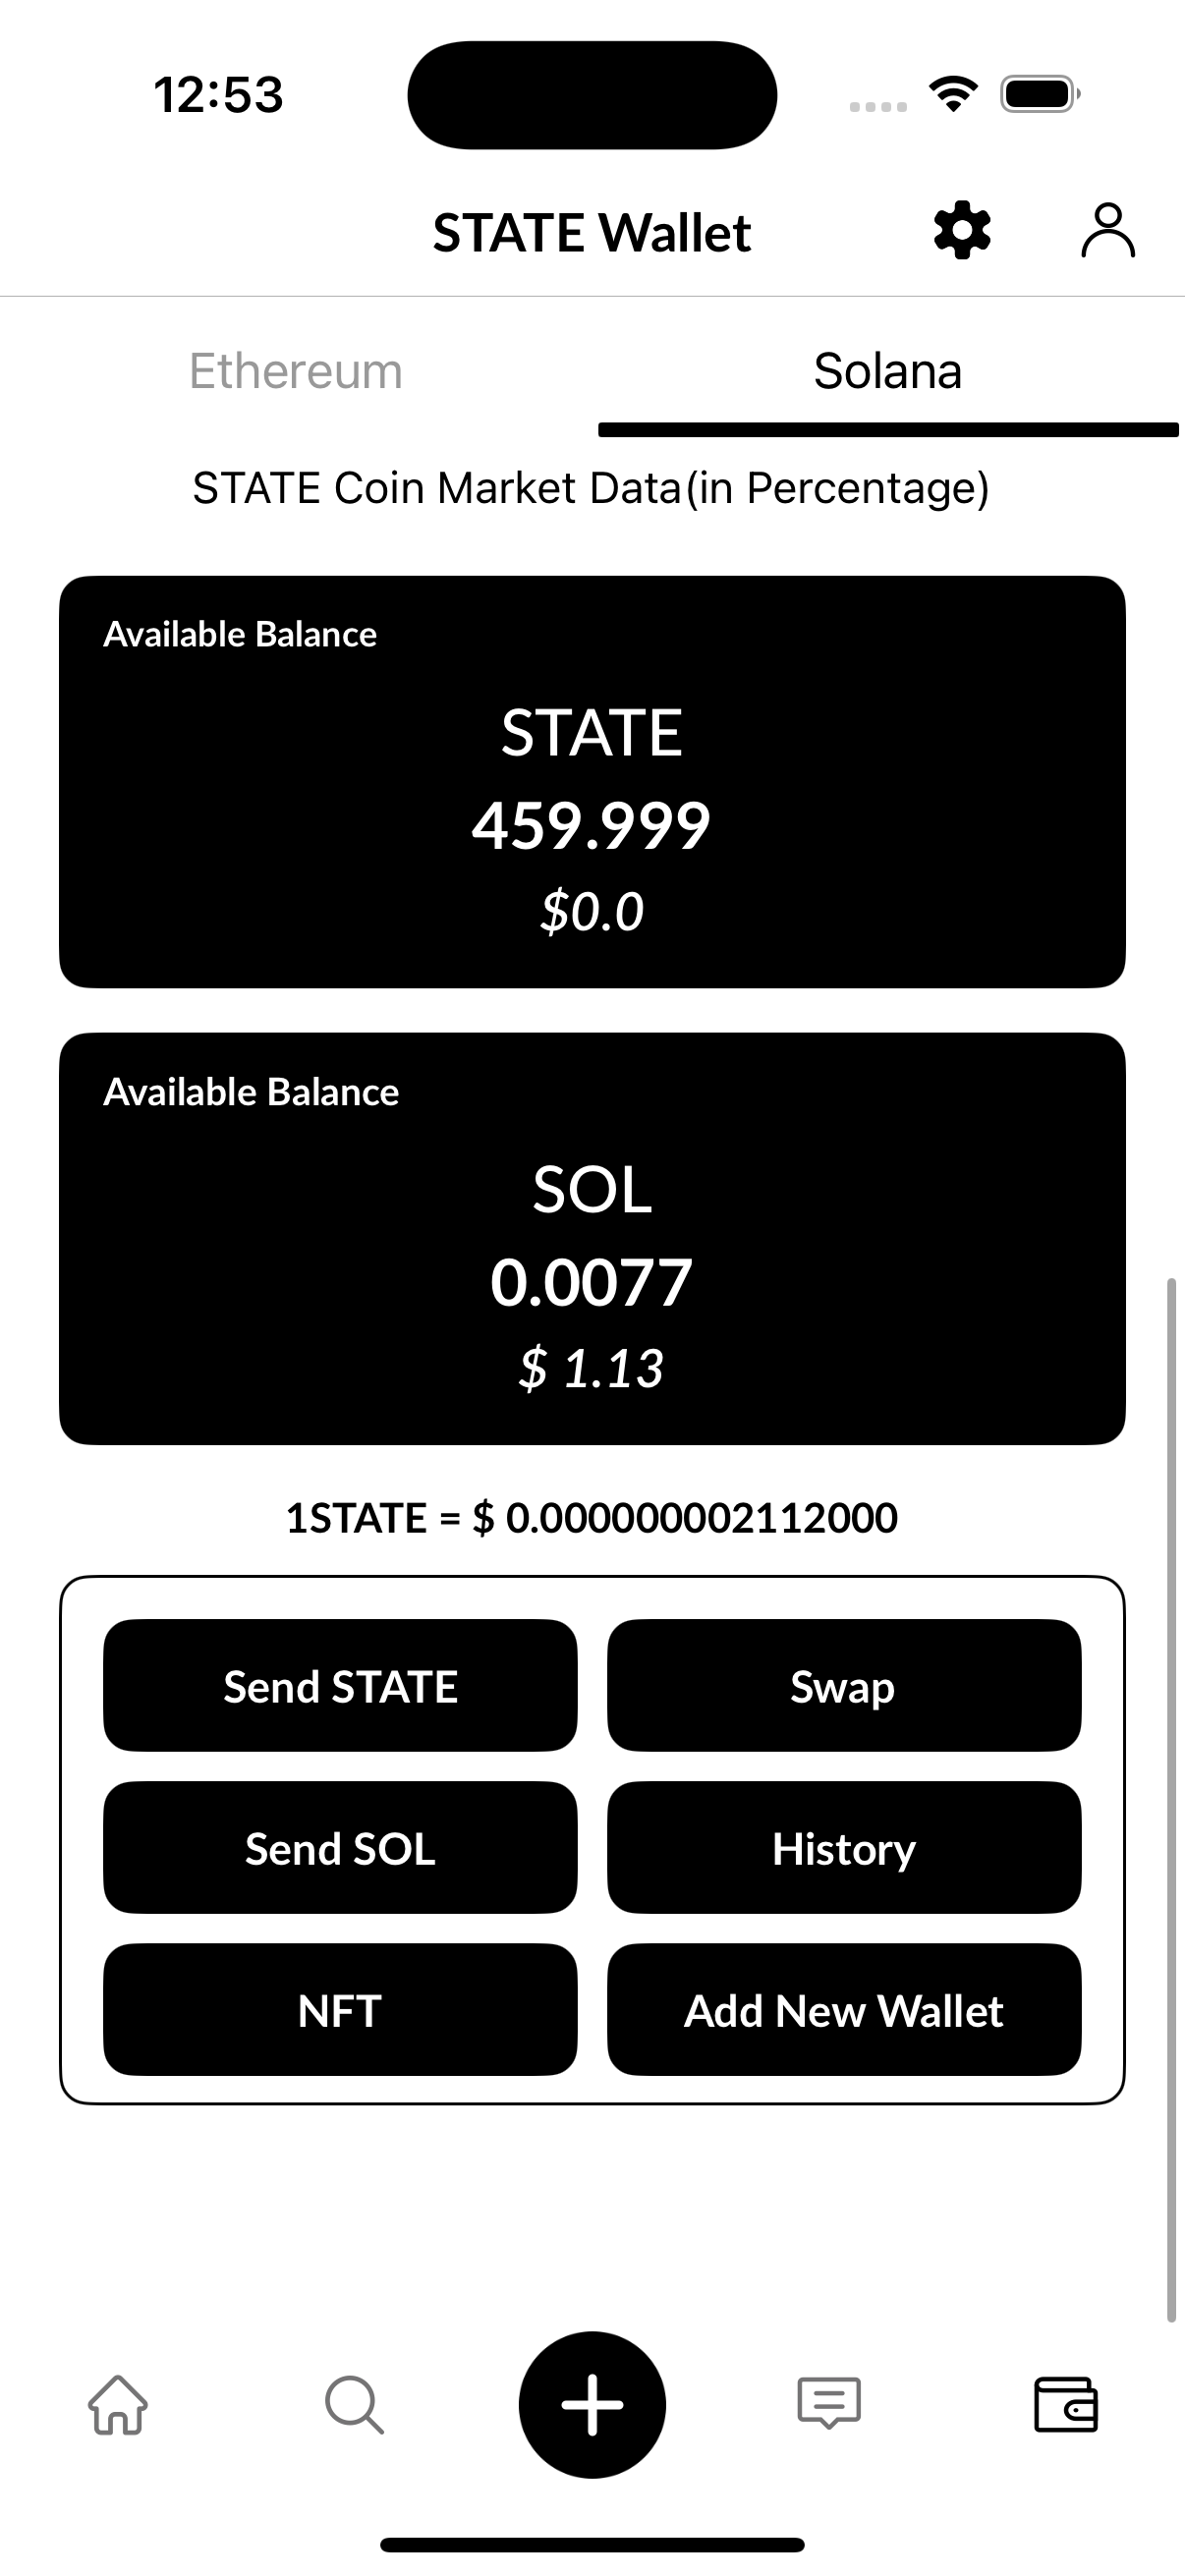 12:53
STATE Wallet
Ethereum
Solana
STATE Coin Market Data(in Percentage)
Available Balance
STATE
459.999
$0.0
Available Balance
SOL
0.0077
$ 1.13
1STATE = $ 0.000000002112000
Send STATE
Swap
Send SOL
History
NFT
Add New Wallet